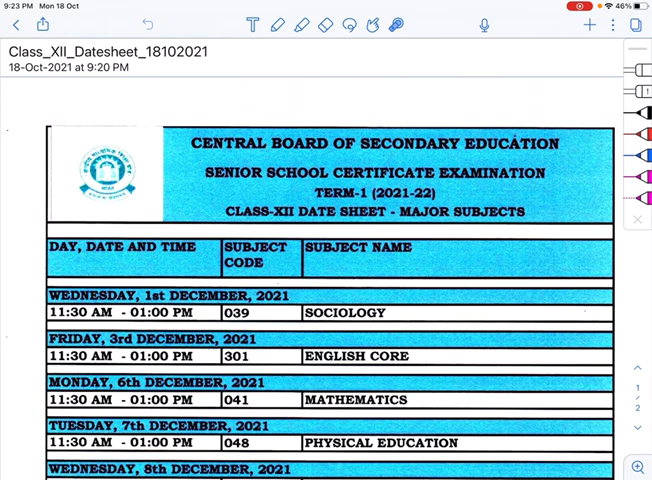 9:23 PM Mon 18 Oct
46%
Class_XII_Datesheet_18102021
18-Oct-2021 at 9:20 PM
CENTRAL BOARD OF SECONDARY EDUCATION
SENIOR SCHOOL CERTIFICATE EXAMINATION
TERM-1 (2021-22)
CLASS-XII DATE SHEET - MAJOR SUBJECTS
DAY, DATE AND TIME SUBJECT CODE SUBJECT NAME
WEDNESDAY, 1st DECEMBER, 2021
11:30 AM - 01:00 PM 039 SOCIOLOGY
FRIDAY, 3rd DECEMBER, 2021
11:30 AM - 01:00 PM 301 ENGLISH CORE
MONDAY, 6th DECEMBER, 2021
11:30 AM - 01:00 PM 041 MATHEMATICS
TUESDAY, 7th DECEMBER, 2021
11:30 AM - 01:00 PM 048 PHYSICAL EDUCATION
WEDNESDAY, 8th DECEMBER, 2021
1
/
2